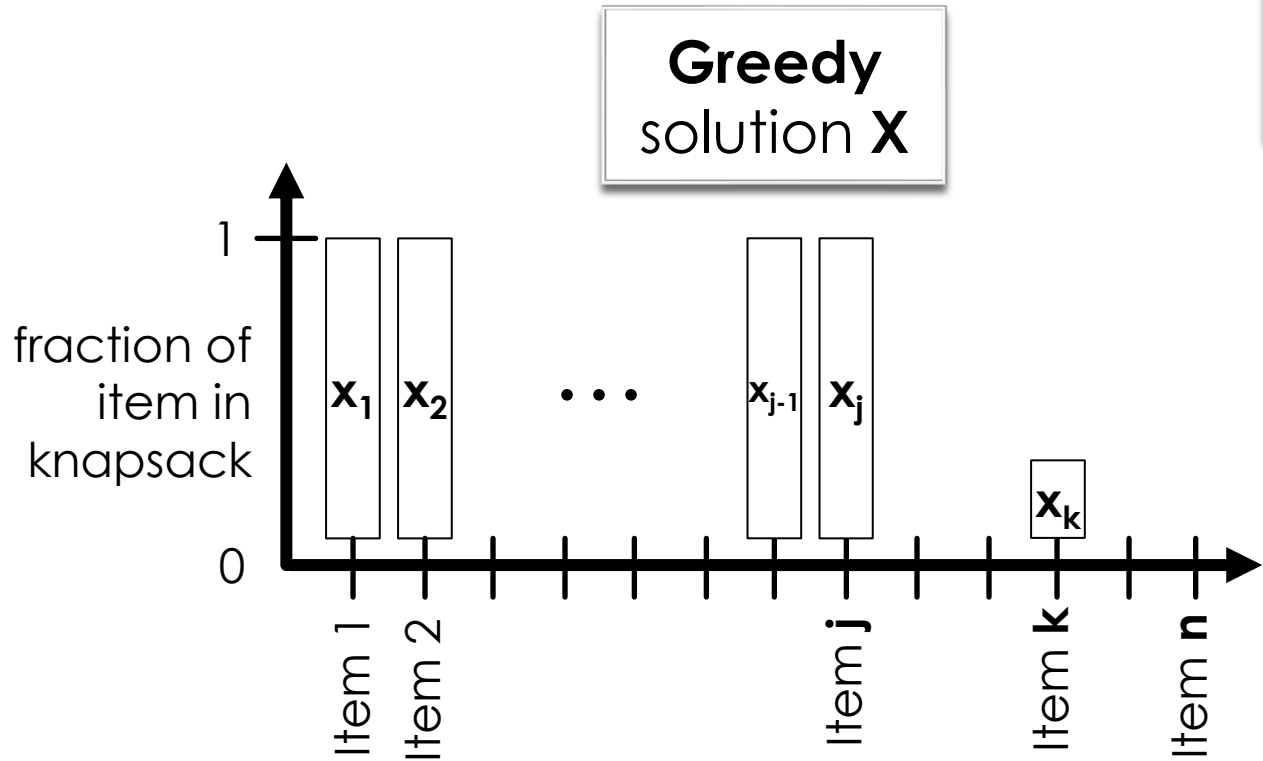 Greedy
solution X
1
fraction of
item in
knapsack
0
x₁
x₂
...
xⱼ₋₁
xⱼ
xₖ
Item 1
Item 2
Item j
Item k
Item n